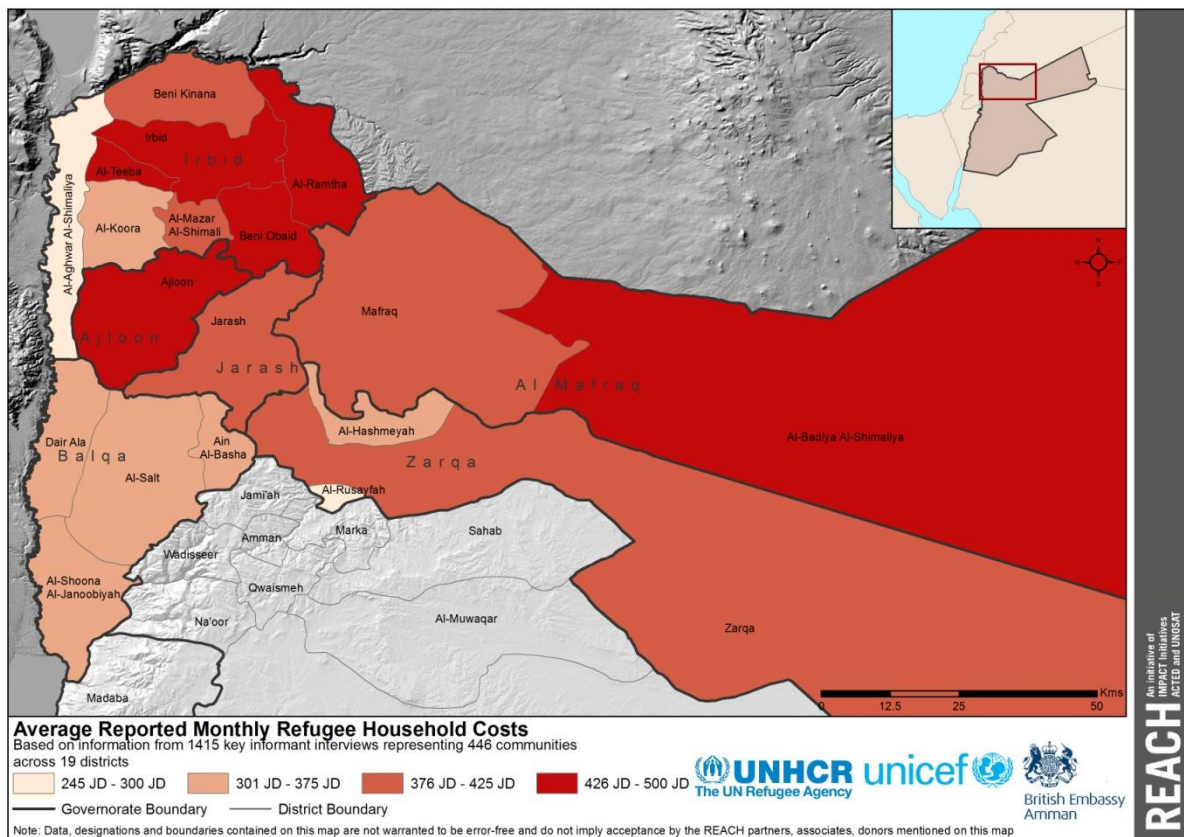 Beni Kinana
Irbid
Irbid
Al-Teeba
Al-Ramtha
Al-Aghwar Al-Shimaliya
Al-Koora
Al-Mazar
Al-Shimali
Beni Obaid
Ajloon
Ajloon
Jarash
Jarash
Mafraq
Al Mafraq
Al-Badiya Al-Shimaliya
Al-Hashmeyah
Zarqa
Dair Ala
Balqa
Al-Salt
Ain
Al-Basha
Al-Rusayfah
Jami'ah
Amman
Marka
Sahab
Wadisseer
Qwaismeh
Al-Shoona
Al-Janoobiyah
Na'oor
Al-Muwaqar
Zarqa
Madaba
N
W
E
S
Kms
0 12.5 25 50
Average Reported Monthly Refugee Household Costs
Based on information from 1415 key informant interviews representing 446 communities
across 19 districts
245 JD - 300 JD 301 JD - 375 JD 376 JD - 425 JD 426 JD - 500 JD
Governorate Boundary District Boundary
Note: Data, designations and boundaries contained on this map are not warranted to be error-free and do not imply acceptance by the REACH partners, associates, donors mentioned on this map
UNHCR
The UN Refugee Agency
unicef
British Embassy
Amman
REACH
An initiative of
IMPACT Initiatives
ACTED and UNOSAT